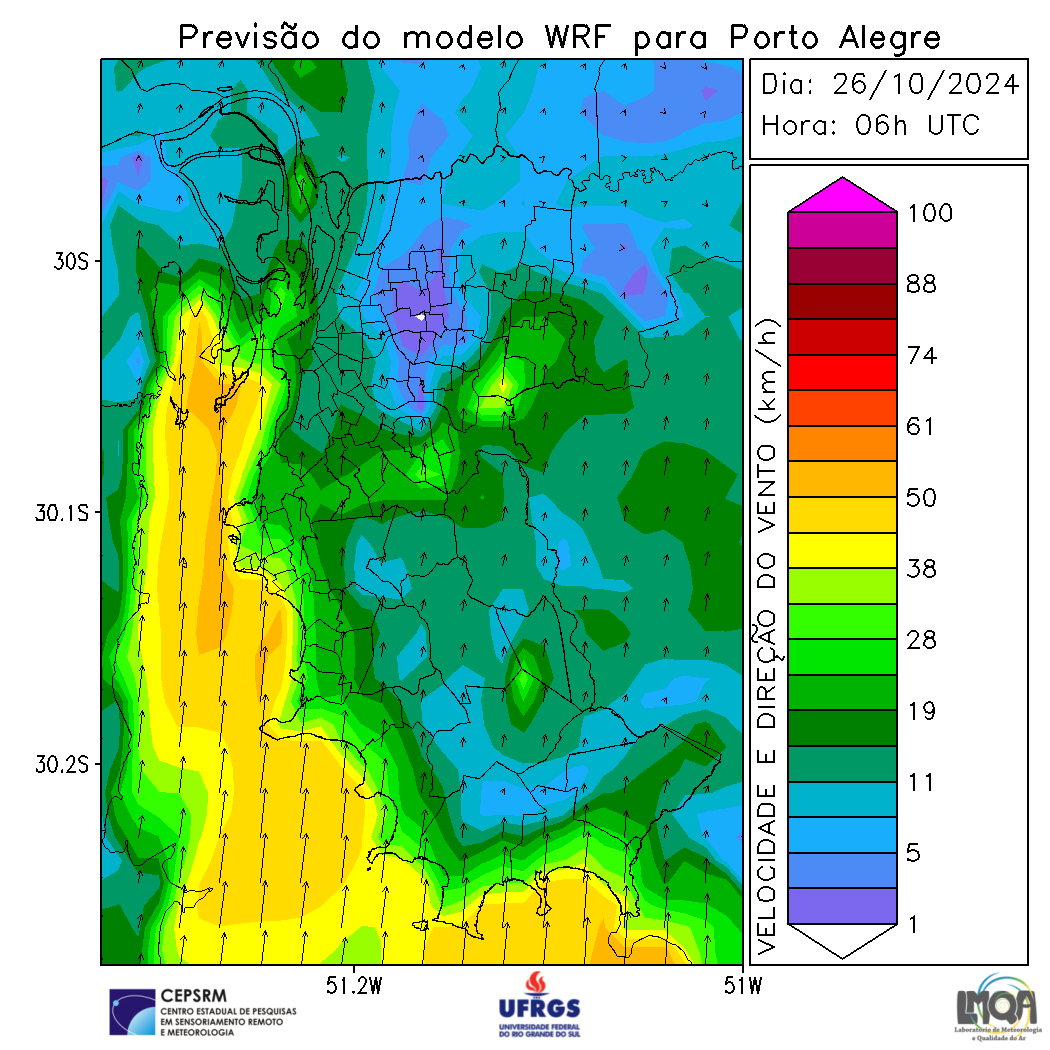 Previsão do modelo WRF para Porto Alegre
Dia: 26/10/2024
Hora: 06h UTC
30S
30.1S
30.2S
51.2W
51W
VELOCIDADE E DIREÇÃO DO VENTO (km/h)
100
88
74
61
50
38
28
19
11
5
1
CEPSRM
CENTRO ESTADUAL DE PESQUISAS
EM SENSORIAMENTO REMOTO
E METEOROLOGIA
UFRGS
UNIVERSIDADE FEDERAL
DO RIO GRANDE DO SUL
LMQA
Laboratório de Meteorologia
e Qualidade do Ar